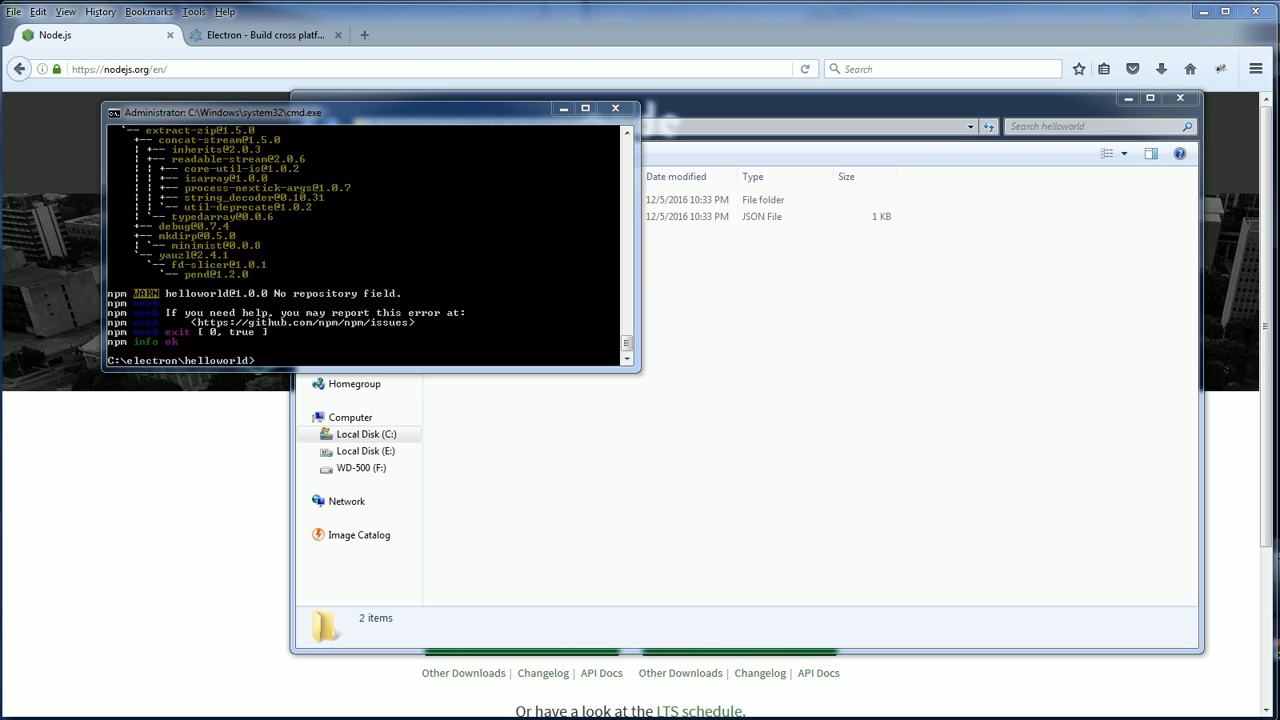 File Edit View History Bookmarks Tools Help
Node.js
Electron - Build cross platf...
https://nodejs.org/en/
Search
Administrator: C:\Windows\system32\cmd.exe
`-- extract-zip@1.5.0
+-- concat-stream@1.5.0
| +-- inherits@2.0.3
| +-- readable-stream@2.0.6
| | +-- core-util-is@1.0.2
| | +-- isarray@1.0.0
| | +-- process-nextick-args@1.0.7
| | +-- string_decoder@0.10.31
| | `-- util-deprecate@1.0.2
| `-- typedarray@0.0.6
+-- debug@0.7.4
+-- mkdirp@0.5.0
| `-- minimist@0.0.8
`-- yauzl@2.4.1
`-- fd-slicer@1.0.1
`-- pend@1.2.0
npm WARN helloworld@1.0.0 No repository field.
npm verb
npm verb If you need help, you may report this error at:
npm verb <https://github.com/npm/npm/issues>
npm verb exit [ 0, true ]
npm info ok
C:\electron\helloworld>
Search helloworld
Date modified Type Size
12/5/2016 10:33 PM File folder
12/5/2016 10:33 PM JSON File 1 KB
Homegroup
Computer
Local Disk (C:)
Local Disk (E:)
WD-500 (F:)
Network
Image Catalog
2 items
Other Downloads | Changelog | API Docs Other Downloads | Changelog | API Docs
Or have a look at the LTS schedule.